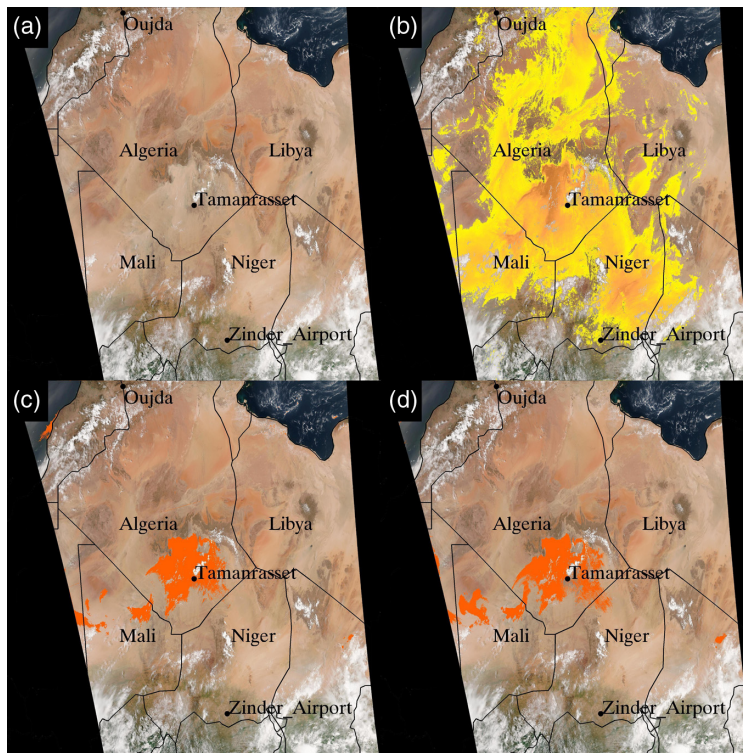 (a)
Oujda
Algeria
Libya
Tamanrasset
Mali
Niger
Zinder_Airport
(b)
Oujda
Algeria
Libya
Tamanrasset
Mali
Niger
Zinder_Airport
(c)
Oujda
Algeria
Libya
Tamanrasset
Mali
Niger
Zinder_Airport
(d)
Oujda
Algeria
Libya
Tamanrasset
Mali
Niger
Zinder_Airport